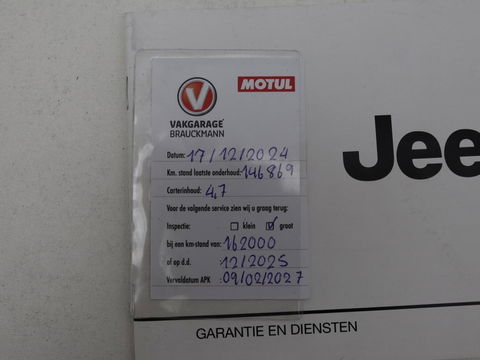 MOTUL
VAKGARAGE
BRAUCKMANN
Datum: 17/12/2024
Km. stand laatste onderhoud: 146869
Carterinhoud: 4,7
Voor de volgende service zien wij u graag terug:
Inspectie: klein groot
bij een km-stand van: 162000
of op d.d. :12/2025
Vervaldatum APK :09/02/2027
Jee
GARANTIE EN DIENSTEN